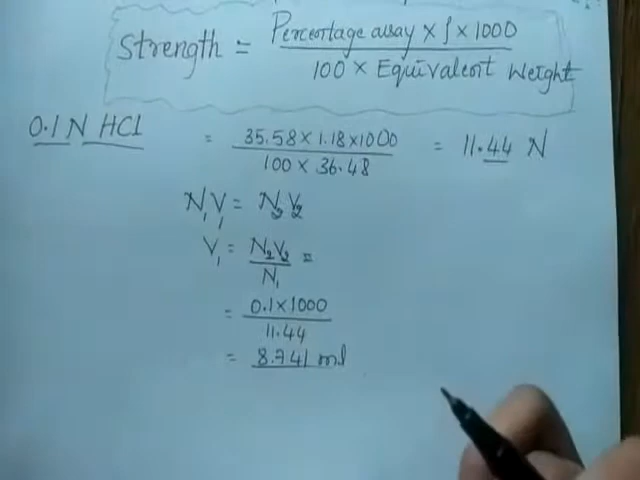 Strength = Percentage assay × ρ × 1000 / 100 × Equivalent Weight
0.1 N HCl = 35.58 × 1.18 × 1000 / 100 × 36.48 = 11.44 N
N₁V₁ = N₂V₂
V₁ = N₂V₂ / N₁ =
= 0.1 × 1000 / 11.44
= 8.741 ml